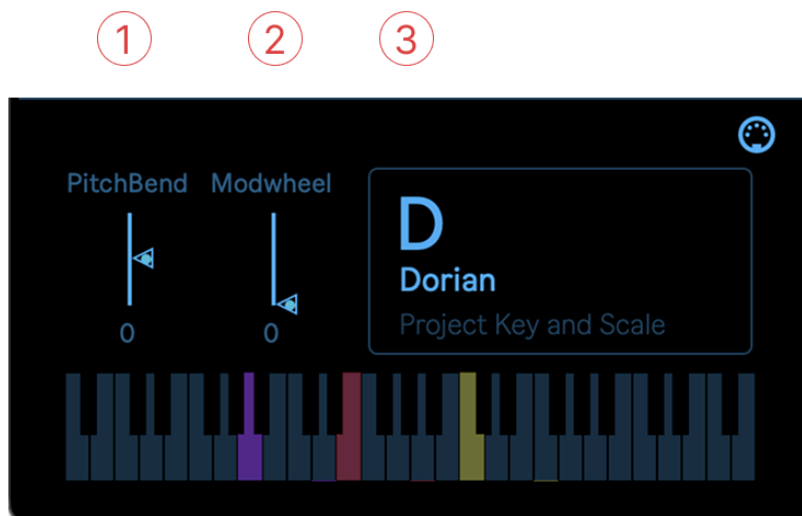 1 2 3
PitchBend Modwheel
D
Dorian
Project Key and Scale
0 0